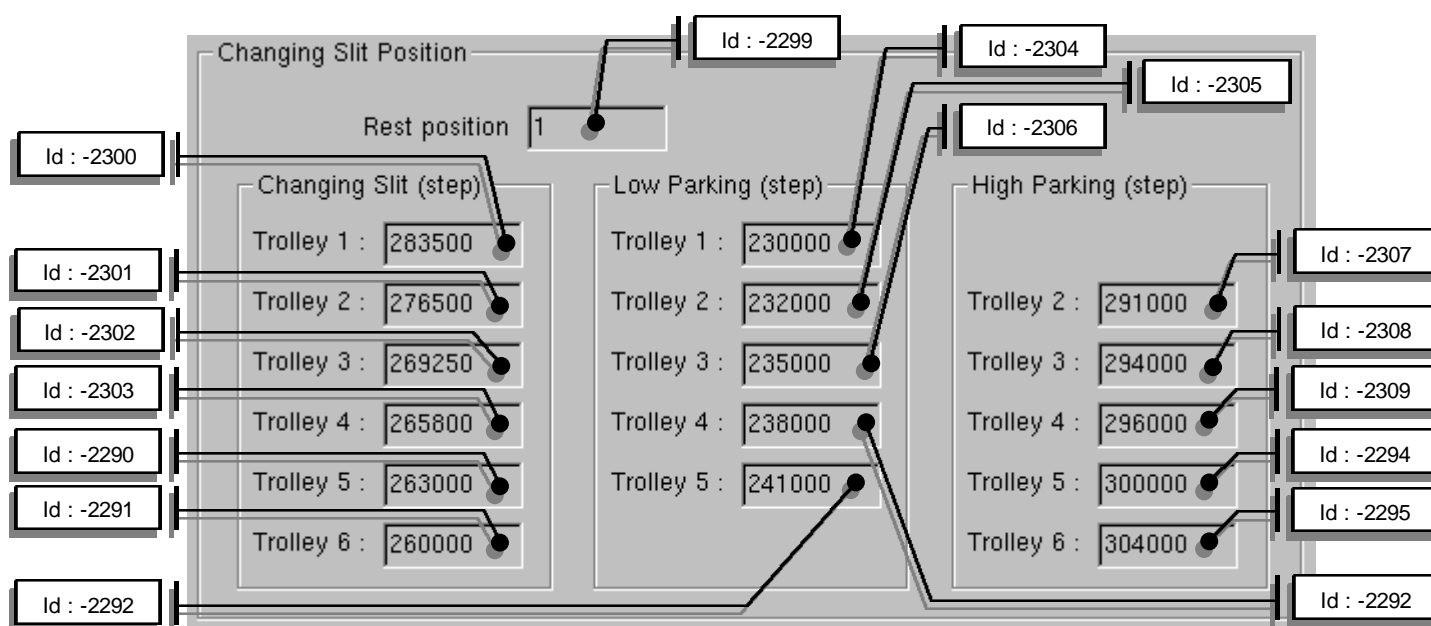 Id : -2299
Id : -2304
Changing Slit Position
Id : -2305
Rest position 1
Id : -2306
Id : -2300
Changing Slit (step)
Low Parking (step)
High Parking (step)
Trolley 1 : 283500
Trolley 1 : 230000
Id : -2307
Id : -2301
Trolley 2 : 276500
Trolley 2 : 232000
Trolley 2 : 291000
Id : -2302
Id : -2308
Trolley 3 : 269250
Trolley 3 : 235000
Trolley 3 : 294000
Id : -2303
Id : -2309
Trolley 4 : 265800
Trolley 4 : 238000
Trolley 4 : 296000
Id : -2290
Id : -2294
Trolley 5 : 263000
Trolley 5 : 241000
Trolley 5 : 300000
Id : -2291
Id : -2295
Trolley 6 : 260000
Trolley 6 : 304000
Id : -2292
Id : -2292